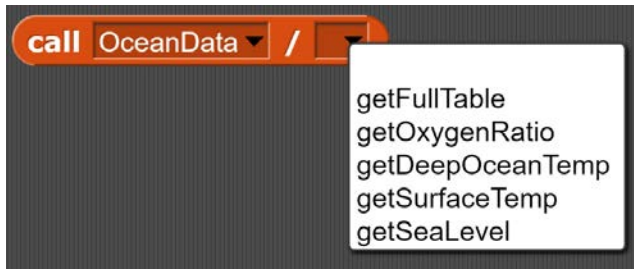 call OceanData /
getFullTable
getOxygenRatio
getDeepOceanTemp
getSurfaceTemp
getSeaLevel